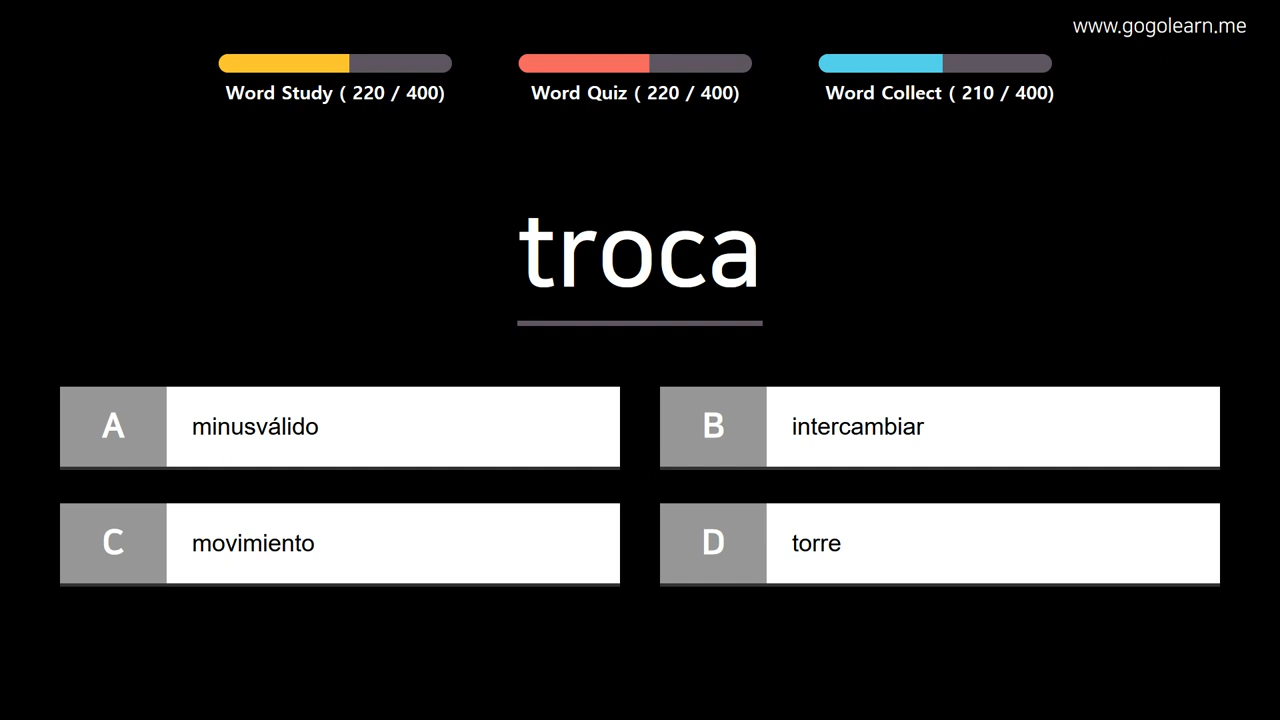 www.gogolearn.me
Word Study ( 220 / 400)
Word Quiz ( 220 / 400)
Word Collect ( 210 / 400)
troca
A minusválido
B intercambiar
C movimiento
D torre